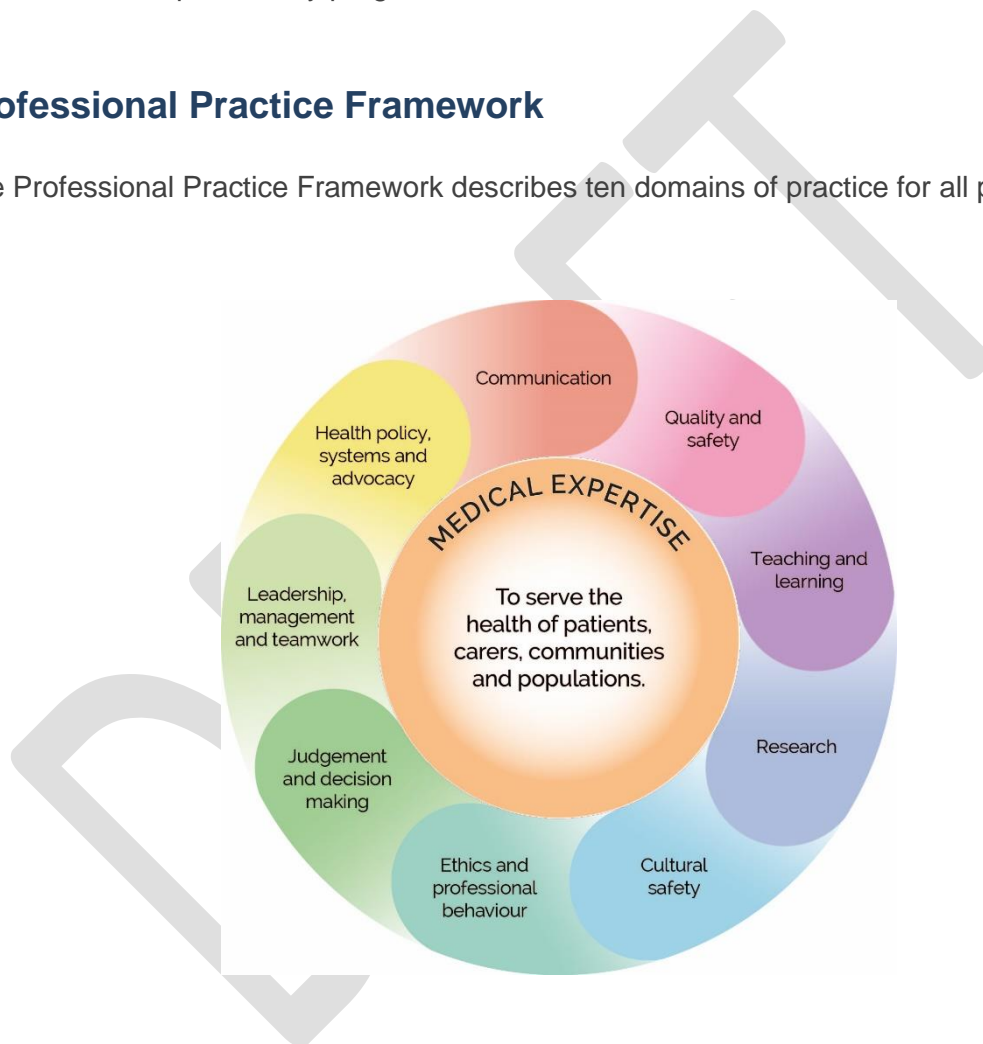 ofessional Practice Framework
Professional Practice Framework describes ten domains of practice for all
Communication
Quality and
safety
Health policy,
systems and
advocacy
MEDICAL EXPERTISE
Teaching and
learning
Leadership,
management
and teamwork
To serve the
health of patients,
carers, communities
and populations.
Research
Judgement
and decision
making
Cultural
safety
Ethics and
professional
behaviour
DRAFT